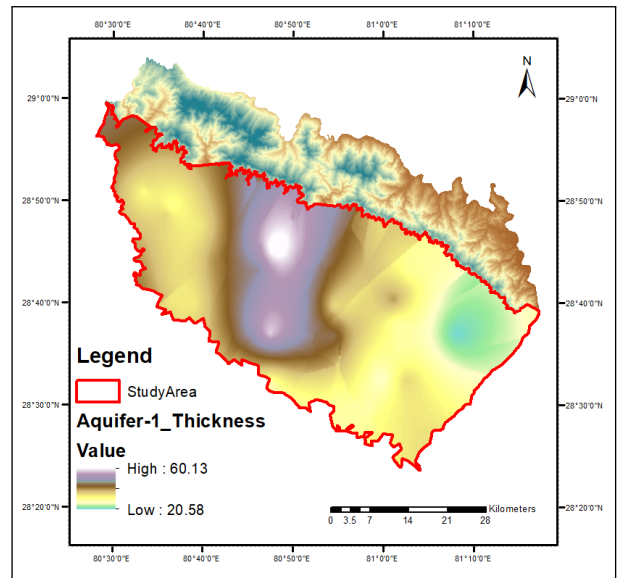 80°30'0"E 80°40'0"E 80°50'0"E 81°0'0"E 81°10'0"E
N
29°0'0"N 29°0'0"N
28°50'0"N 28°50'0"N
28°40'0"N 28°40'0"N
28°30'0"N 28°30'0"N
28°20'0"N 28°20'0"N
Legend
StudyArea
Aquifer-1_Thickness
Value
High : 60.13
Low : 20.58
Kilometers
0 3.5 7 14 21 28
80°30'0"E 80°40'0"E 80°50'0"E 81°0'0"E 81°10'0"E